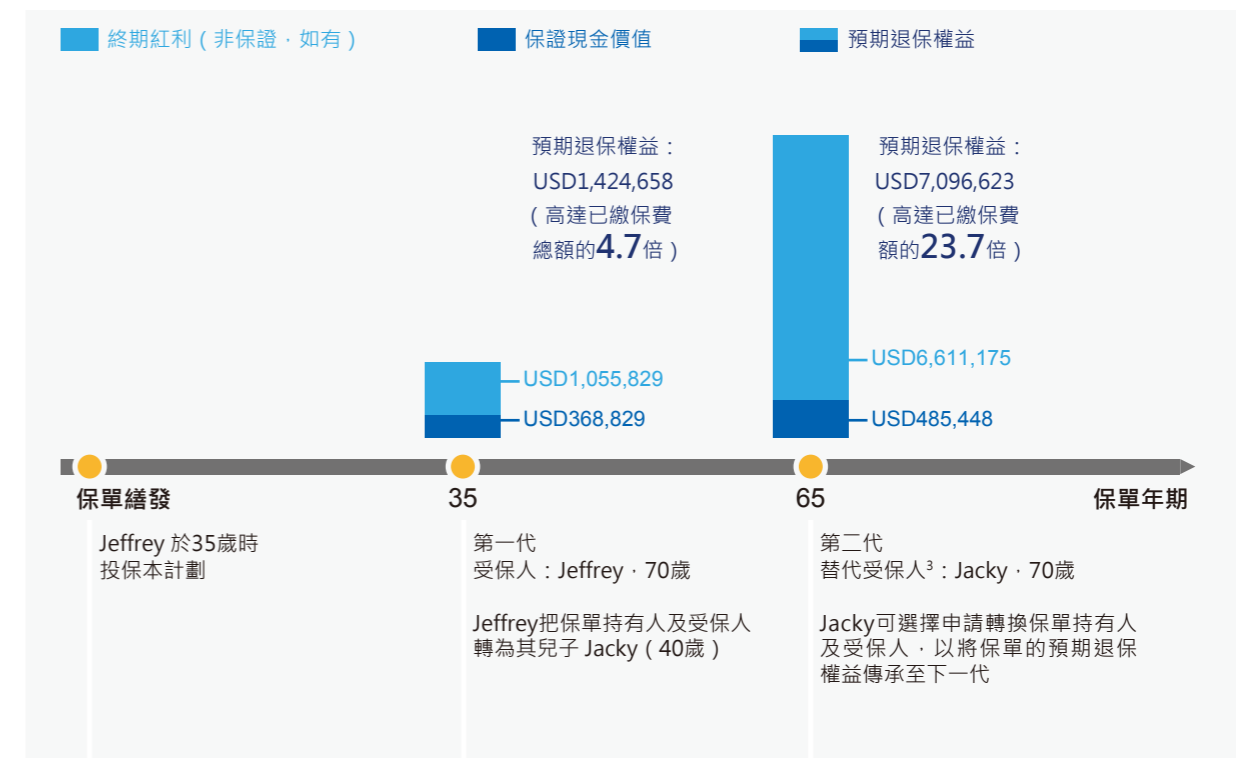 終期紅利（非保證，如有）
保證現金價值
預期退保權益
預期退保權益：
USD1,424,658
（高達已繳保費
總額的4.7倍）
預期退保權益：
USD7,096,623
（高達已繳保費
額的23.7倍）
USD1,055,829
USD368,829
USD6,611,175
USD485,448
保單繕發
35
65
保單年期
Jeffrey 於35歲時
投保本計劃
第一代
受保人：Jeffrey，70歲
Jeffrey把保單持有人及受保人
轉為其兒子 Jacky（40歲）
第二代
替代受保人³：Jacky，70歲
Jacky可選擇申請轉換保單持有人
及受保人，以將保單的預期退保
權益傳承至下一代